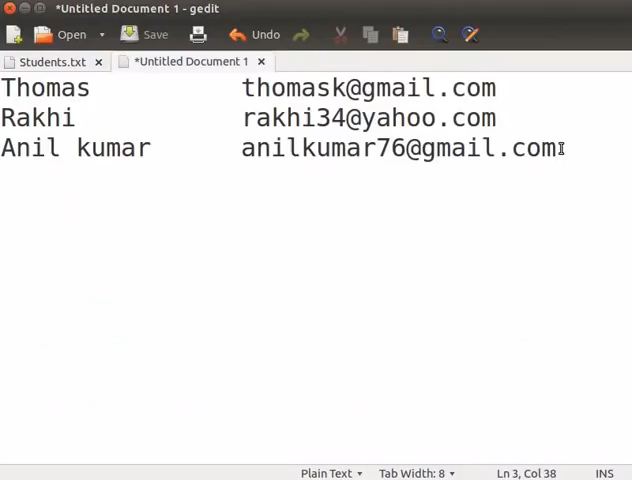 *Untitled Document 1 - gedit
Open Save Undo
Students.txt *Untitled Document 1
Thomas thomask@gmail.com
Rakhi rakhi34@yahoo.com
Anil kumar anilkumar76@gmail.com
Plain Text Tab Width: 8 Ln 3, Col 38 INS